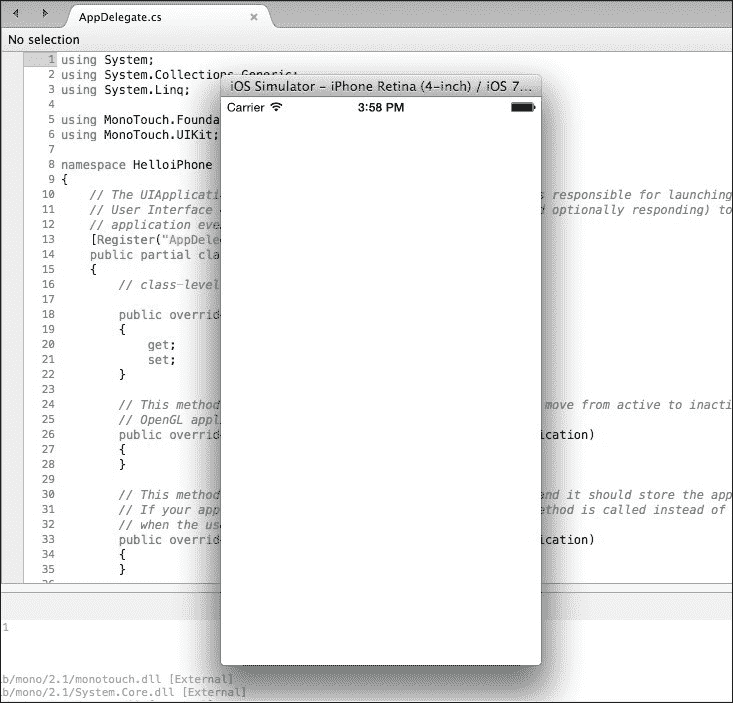 AppDelegate.cs
No selection
iOS Simulator – iPhone Retina (4-inch) / iOS 7...
Carrier 3:58 PM
1 using System;
2 using System.Collections.Generic;
3 using System.Linq;
4
5 using MonoTouch.Founda
6 using MonoTouch.UIKit;
7
8 namespace HelloiPhone
9 {
10 // The UIApplicati s responsible for launching
11 // User Interface d optionally responding) to
12 // application eve
13 [Register("AppDele
14 public partial cla
15 {
16 // class-level
17
18 public overrid
19 {
20 get;
21 set;
22 }
23
24 // This method move from active to inacti
25 // OpenGL appl
26 public overrid ication)
27 {
28 }
29
30 // This method and it should store the app
31 // If your app ethod is called instead of
32 // when the us
33 public overrid ication)
34 {
35 }
1
b/mono/2.1/monotouch.dll [External]
b/mono/2.1/System.Core.dll [External]